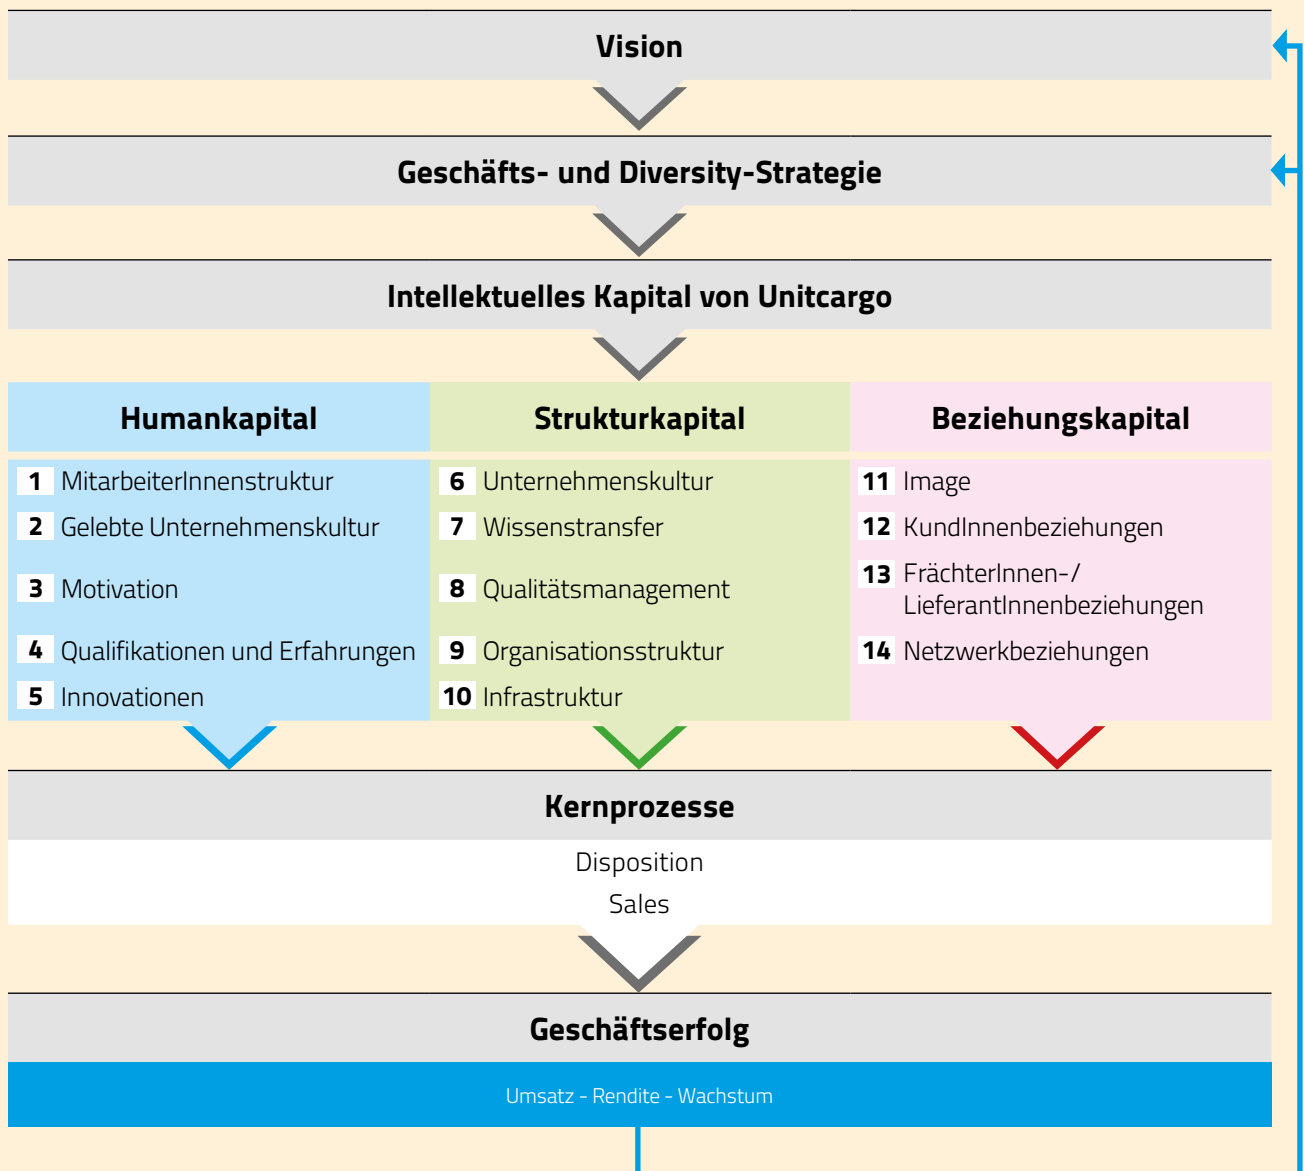 Vision
Geschäfts- und Diversity-Strategie
Intellektuelles Kapital von Unitcargo
Humankapital
1 MitarbeiterInnenstruktur
2 Gelebte Unternehmenskultur
3 Motivation
4 Qualifikationen und Erfahrungen
5 Innovationen
Strukturkapital
6 Unternehmenskultur
7 Wissenstransfer
8 Qualitätsmanagement
9 Organisationsstruktur
10 Infrastruktur
Beziehungskapital
11 Image
12 KundInnenbeziehungen
13 FrächterInnen-/
LieferantInnenbeziehungen
14 Netzwerkbeziehungen
Kernprozesse
Disposition
Sales
Geschäftserfolg
Umsatz - Rendite - Wachstum